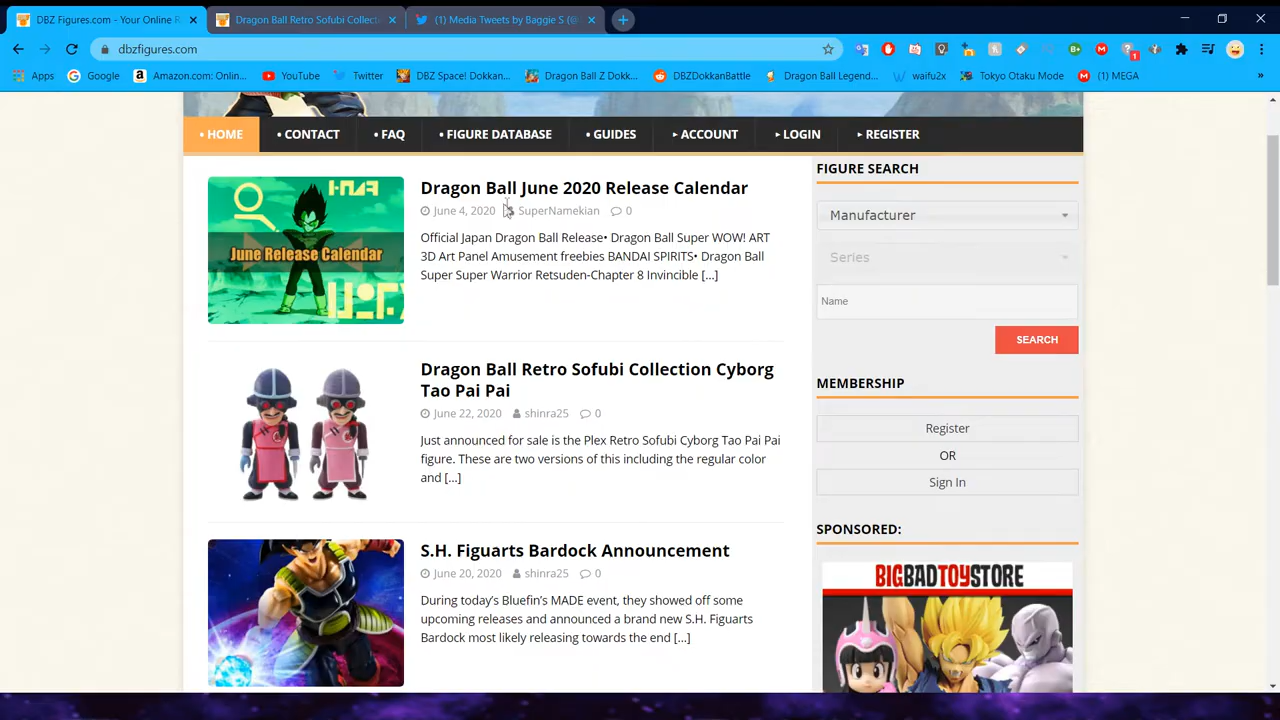 DBZ Figures.com - Your Online R
Dragon Ball Retro Sofubi Collecti
(1) Media Tweets by Baggie S (@
dbzfigures.com
Apps
Google
Amazon.com: Onlin...
YouTube
Twitter
DBZ Space! Dokkan...
Dragon Ball Z Dokk...
DBZDokkanBattle
Dragon Ball Legend...
waifu2x
Tokyo Otaku Mode
(1) MEGA
»
• HOME
• CONTACT
• FAQ
• FIGURE DATABASE
• GUIDES
▸ ACCOUNT
▸ LOGIN
▸ REGISTER
June Release Calendar
Dragon Ball June 2020 Release Calendar
June 4, 2020 SuperNamekian 0
Official Japan Dragon Ball Release• Dragon Ball Super WOW! ART
3D Art Panel Amusement freebies BANDAI SPIRITS• Dragon Ball
Super Super Warrior Retsuden-Chapter 8 Invincible [...]
Dragon Ball Retro Sofubi Collection Cyborg
Tao Pai Pai
June 22, 2020 shinra25 0
Just announced for sale is the Plex Retro Sofubi Cyborg Tao Pai Pai
figure. These are two versions of this including the regular color
and [...]
S.H. Figuarts Bardock Announcement
June 20, 2020 shinra25 0
During today's Bluefin's MADE event, they showed off some
upcoming releases and announced a brand new S.H. Figuarts
Bardock most likely releasing towards the end [...]
FIGURE SEARCH
Manufacturer
Series
Name
SEARCH
MEMBERSHIP
Register
OR
Sign In
SPONSORED:
BIGBADTOYSTORE